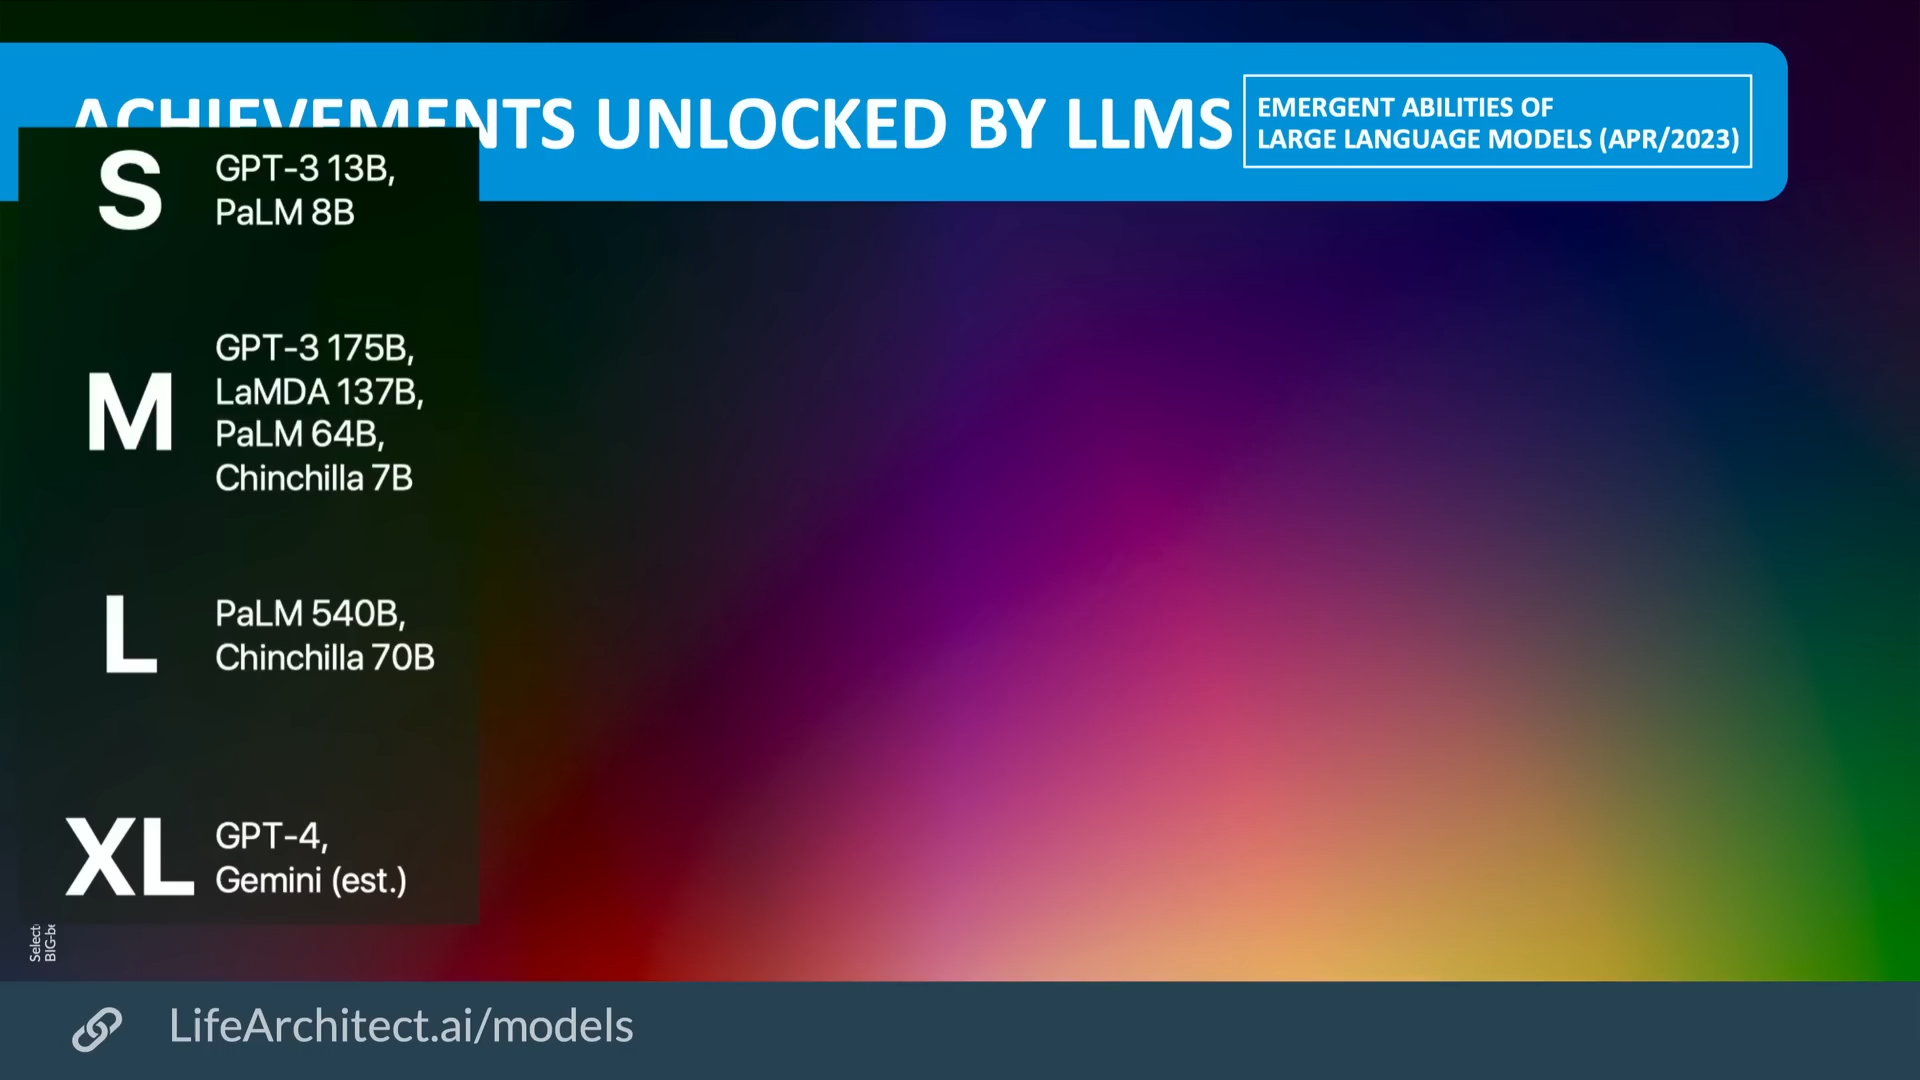 ACHIEVEMENTS UNLOCKED BY LLMS
EMERGENT ABILITIES OF
LARGE LANGUAGE MODELS (APR/2023)
S
GPT-3 13B,
PaLM 8B
M
GPT-3 175B,
LaMDA 137B,
PaLM 64B,
Chinchilla 7B
L
PaLM 540B,
Chinchilla 70B
XL
GPT-4,
Gemini (est.)
LifeArchitect.ai/models